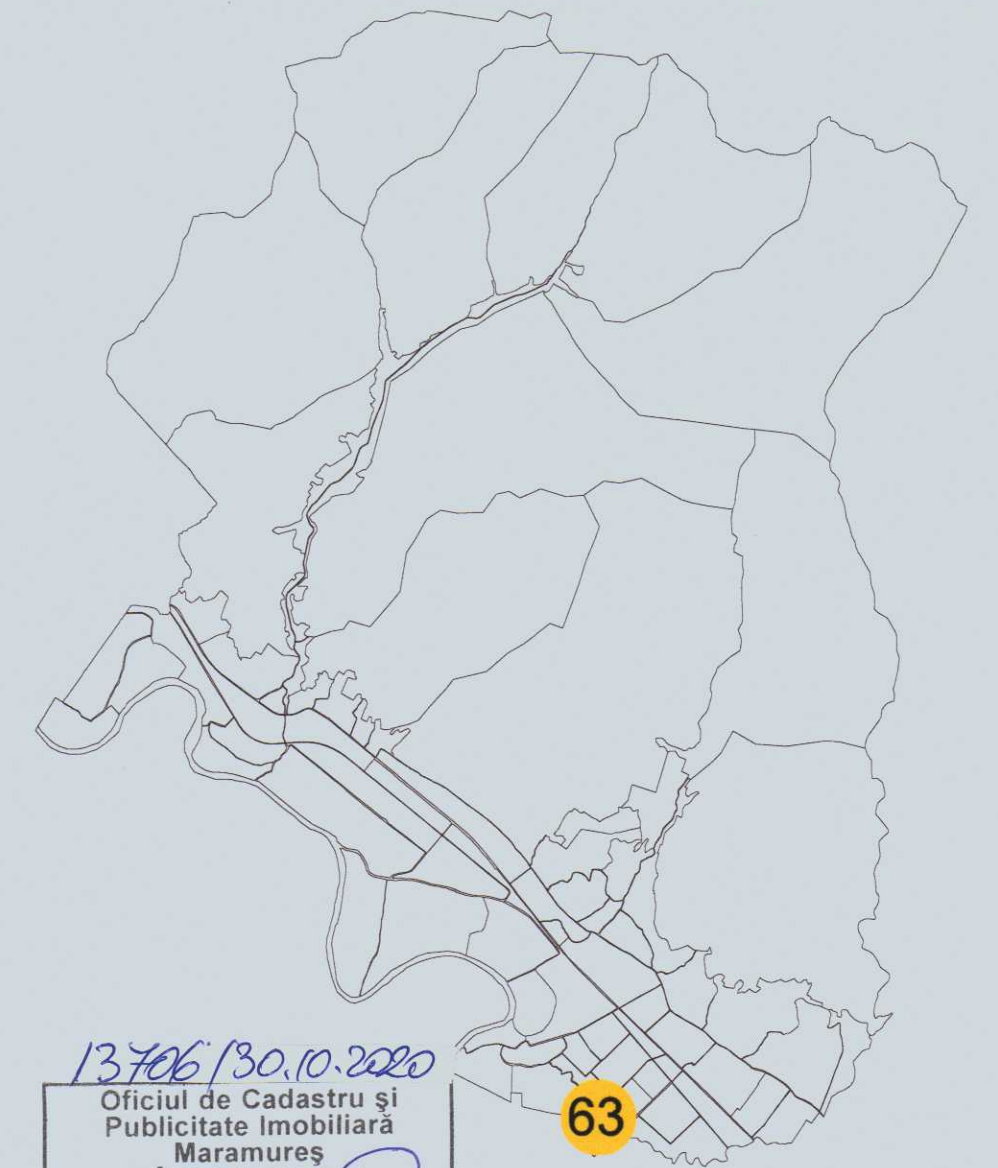 13706/30.10.2020
Oficiul de Cadastru şi
Publicitate Imobiliară
Maramureş
63